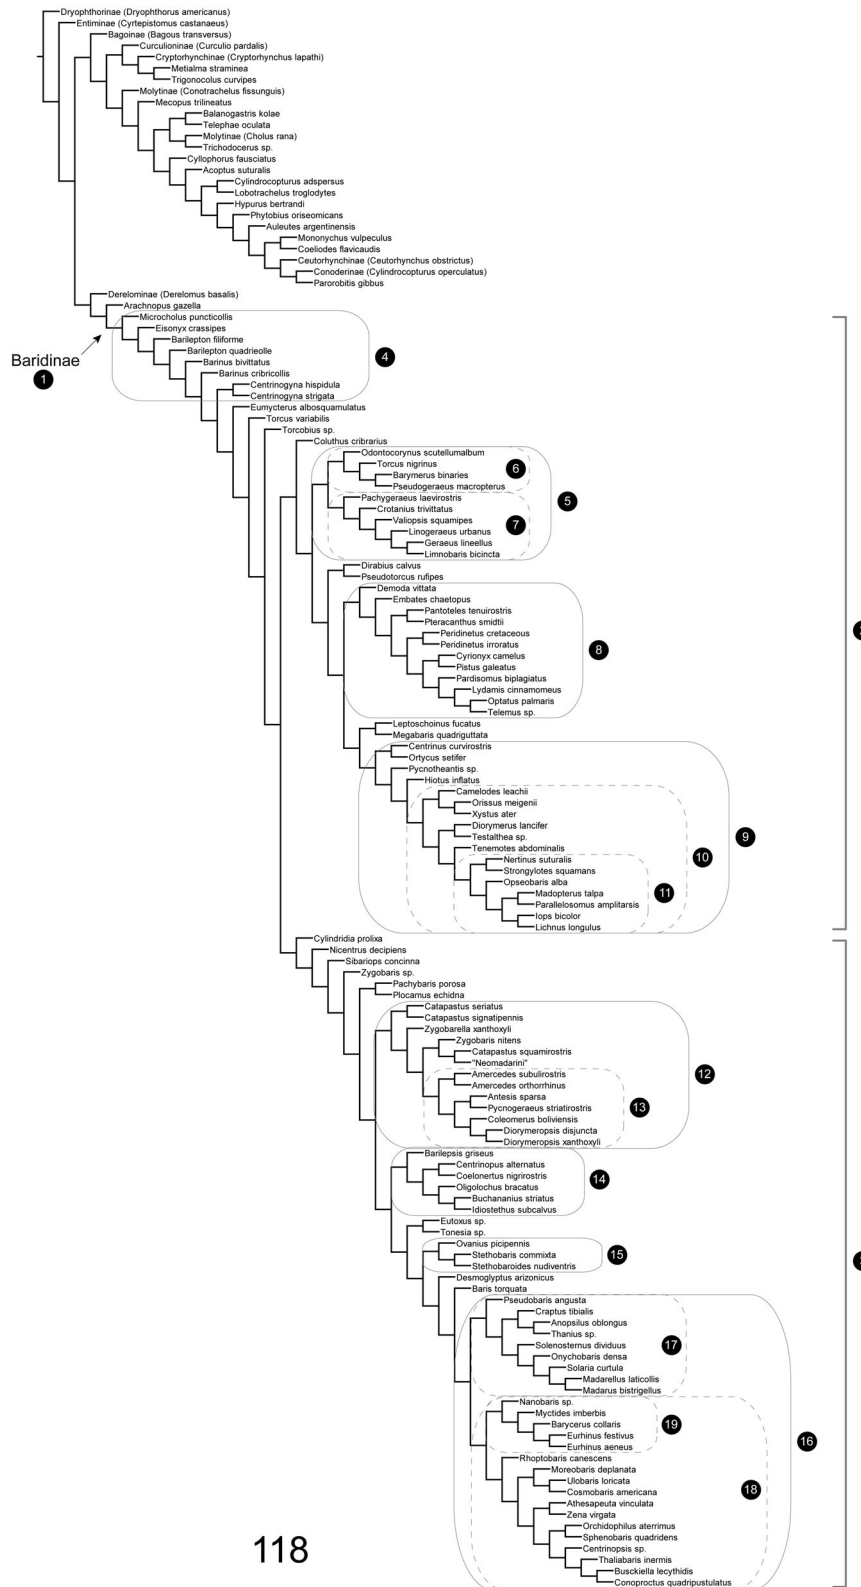 Dryophthorinae (Dryophthorus americanus)
Entiminae (Cyrtepistomus castanaeus)
Bagoinae (Bagous transversus)
Curculioninae (Curculio pardalis)
Cryptorhynchinae (Cryptorhynchus lapathi)
Metialma straminea
Trigonocolus curvipes
Molytinae (Conotrachelus fissunguis)
Mecopus trilineatus
Balanogastris kolae
Telephae oculata
Molytinae (Cholus rana)
Trichodocerus sp.
Cyllophorus fausciatus
Acoptus suturalis
Cylindrocopturus adspersus
Lobotrachelus troglodytes
Hypurus bertrandi
Phytobius oriseomicans
Auleutes argentinensis
Mononychus vulpeculus
Coeliodes flavicaudis
Ceutorhynchinae (Ceutorhynchus obstrictus)
Conoderinae (Cylindrocopturus operculatus)
Parorobitis gibbus
Derelominae (Derelomus basalis)
Arachnopus gazella
Microcholus puncticollis
Eisonyx crassipes
Barilepton filiforme
Barilepton quadrieolle
Baridinae
4
Barinus bivittatus
Barinus cribricollis
1
Centrinogyna hispidula
Centrinogyna strigata
Eumycterus albosquamulatus
Torcus variabilis
Torcobius sp.
Coluthus cribrarius
Odontocorynus scutellumalbum
Torcus nigrinus
6
Barymerus binaries
Pseudogeraeus macropterus
Pachygeraeus laevirostris
5
Crotanius trivittatus
Valiopsis squamipes
7
Linogeraeus urbanus
Geraeus lineellus
Limnobaris bicincta
Dirabius calvus
Pseudotorcus rufipes
Demoda vittata
Embates chaetopus
Pantoteles tenuirostris
Pteracanthus smidtii
Peridinetus cretaceous
Peridinetus irroratus
8
Cyrionyx camelus
Pistus galeatus
Pardisomus biplagiatus
Lydamis cinnamomeus
Optatus palmaris
Telemus sp.
Leptoschoinus fucatus
Megabaris quadriguttata
Centrinus curvirostris
Ortycus setifer
Pycnotheantis sp.
Hiotus inflatus
Camelodes leachii
Orissus meigenii
Xystus ater
Diorymerus lancifer
Testalthea sp.
9
Tenemotes abdominalis
10
Nertinus suturalis
Strongylotes squamans
Opseobaris alba
Madopterus talpa
11
Parallelosomus amplitarsis
Iops bicolor
Lichnus longulus
Cylindridia prolixa
Nicentrus decipiens
Sibariops concinna
Zygobaris sp.
Pachybaris porosa
Plocamus echidna
Catapastus seriatus
Catapastus signatipennis
Zygobarella xanthoxyli
Zygobaris nitens
Catapastus squamirostris
"Neomadarini"
12
Amercedes subulirostris
Amercedes orthorrhinus
Antesis sparsa
Pycnogeraeus striatirostris
13
Coleomerus boliviensis
Diorymeropsis disjuncta
Diorymeropsis xanthoxyli
Barilepsis griseus
Centrinopus alternatus
Coelonertus nigrirostris
14
Oligolochus bracatus
Buchananius striatus
Idiostethus subcalvus
Eutoxus sp.
Tonesia sp.
Ovanius picipennis
Stethobaris commixta
15
Stethobaroides nudiventris
Desmoglyptus arizonicus
Baris torquata
Pseudobaris angusta
Craptus tibialis
Anopsilus oblongus
Thanius sp.
Solenosternus dividuus
17
Onychobaris densa
Solaria curtula
Madarellus laticollis
Madarus bistrigellus
Nanobaris sp.
Myctides imberbis
Barycerus collaris
19
Eurhinus festivus
16
Eurhinus aeneus
Rhoptobaris canescens
Moreobaris deplanata
Ulobaris loricata
18
Cosmobaris americana
Athesapeuta vinculata
Zena virgata
Orchidophilus aterrimus
Sphenobaris quadridens
118
Centrinopsis sp.
Thaliabaris inermis
Busckiella lecythidis
Conoproctus quadripustulatus